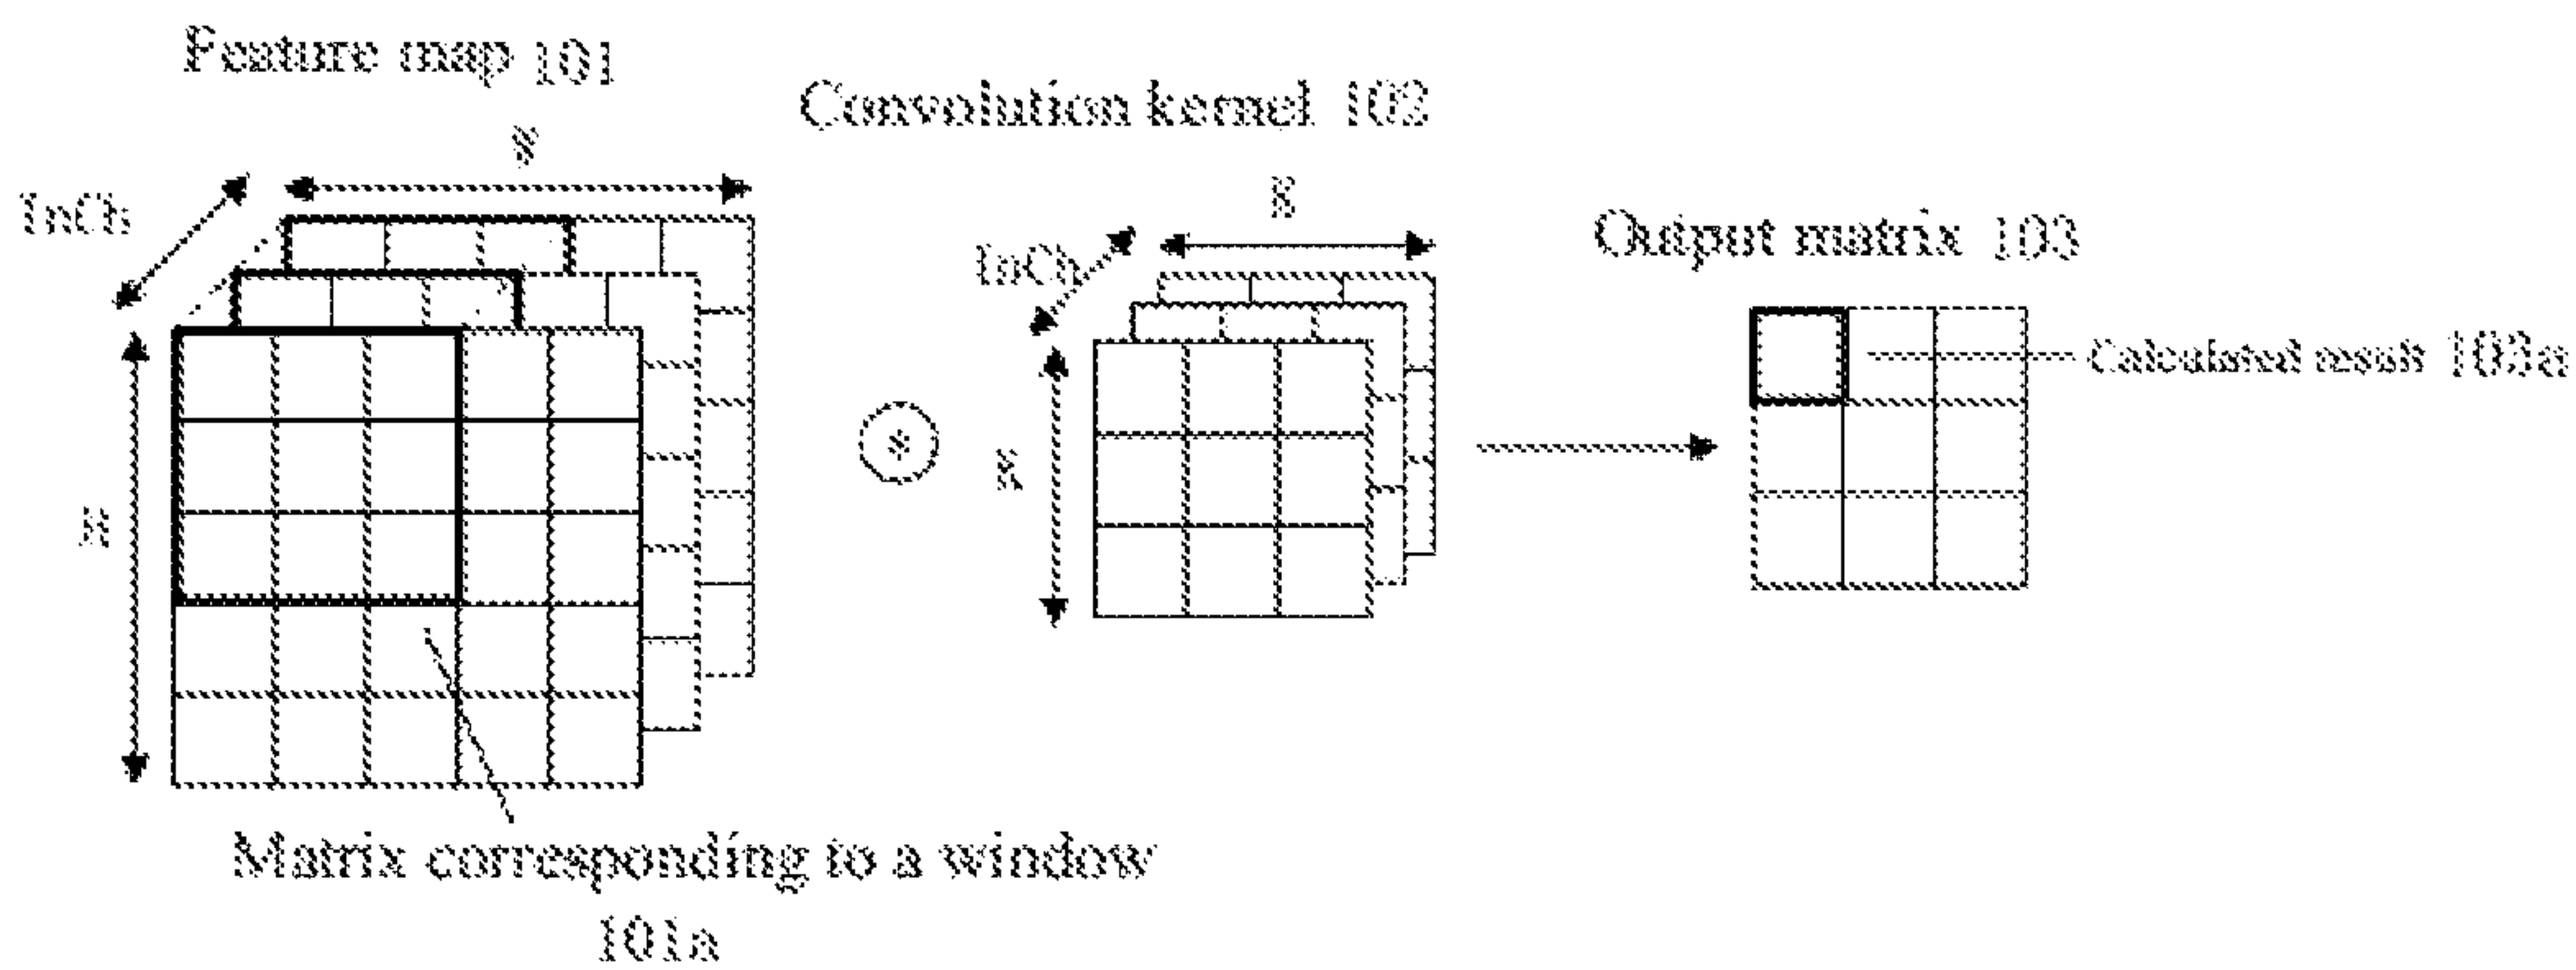 Feature map 101
Convolution kernel 102
InCh
InCh
Output matrix 103
Calculated result 103a
Matrix corresponding to a window
101a